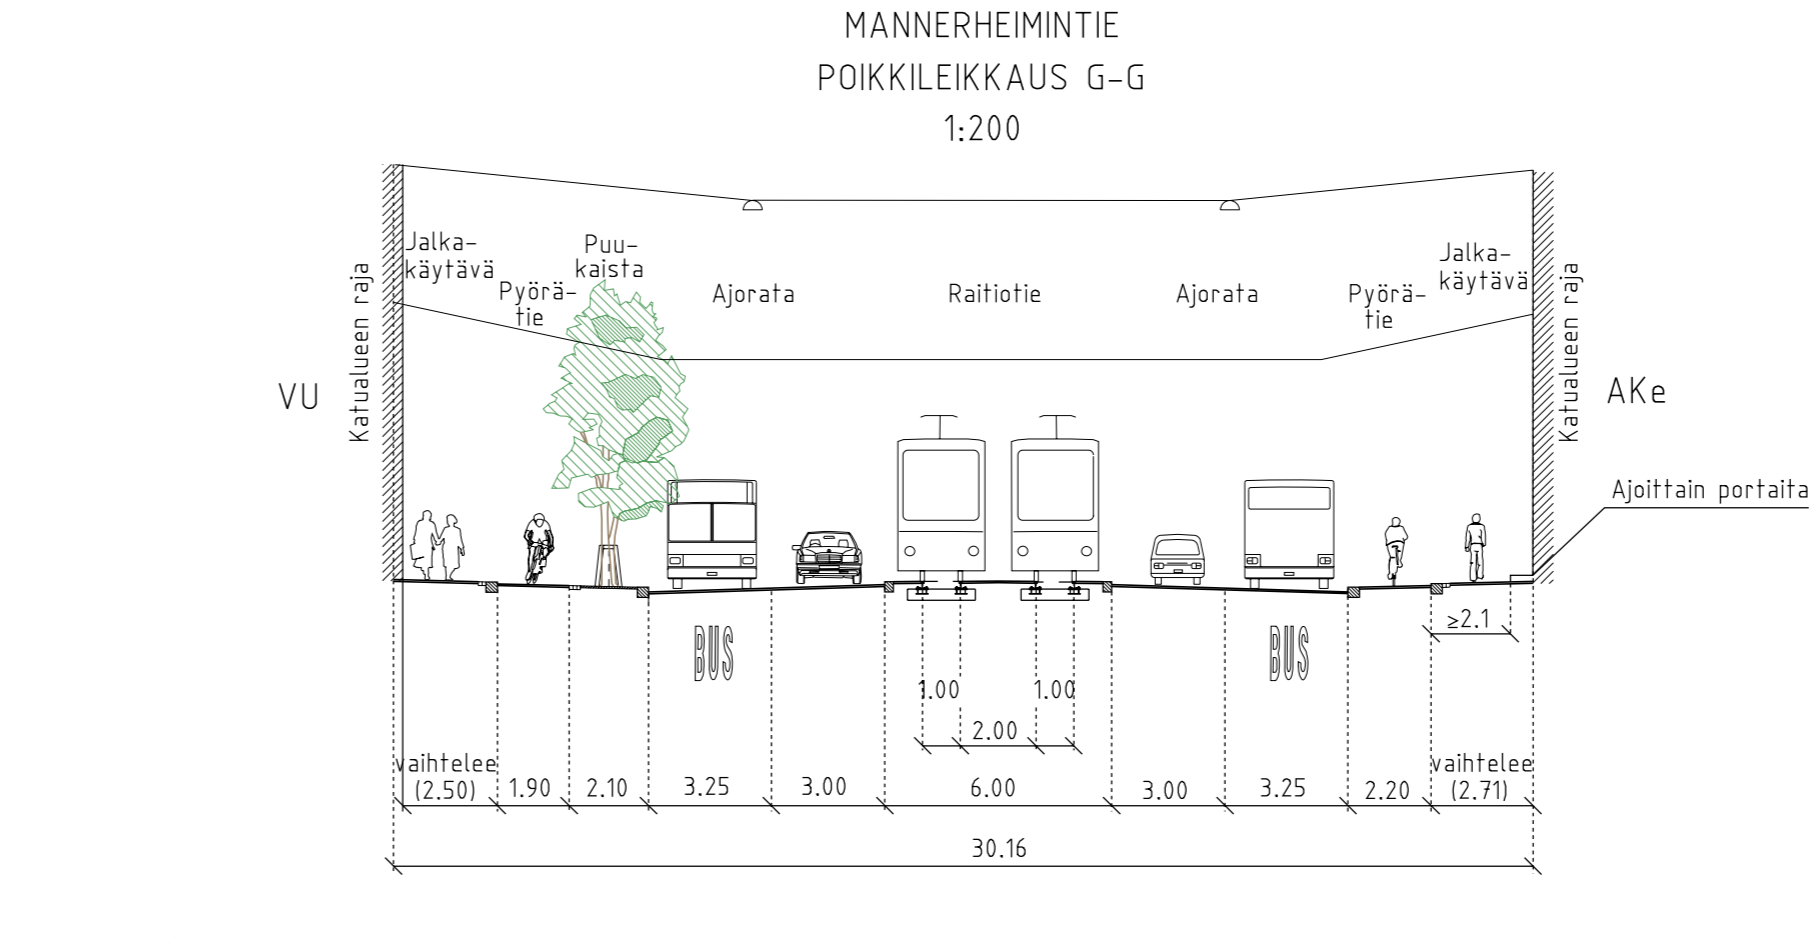 MANNERHEIMINTIE
POIKKILEIKKAUS G-G
1:200
Jalka-
käytävä
Pyörä-
tie
Puu-
kaista
Ajorata
Raitiotie
Ajorata
Pyörä-
tie
Jalka-
käytävä
Katualueen raja
Katualueen raja
VU
AKe
Ajoittain portaita
≥2.1
BUS
BUS
1.00
1.00
2.00
vaihtelee
(2.50)
1.90
2.10
3.25
3.00
6.00
3.00
3.25
2.20
vaihtelee
(2.71)
30.16